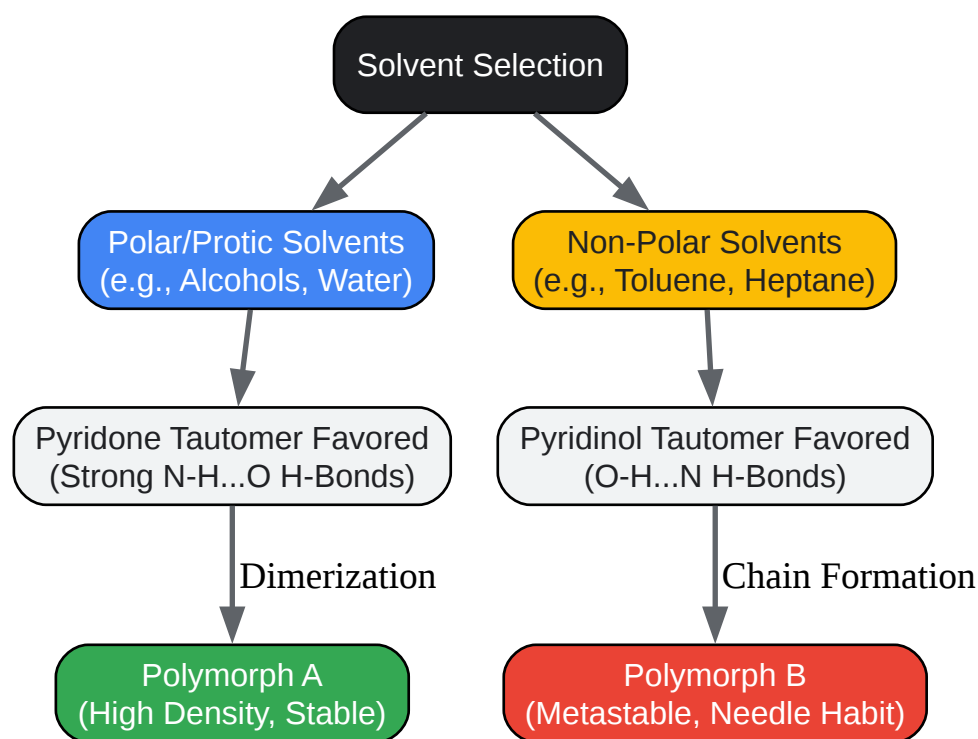 Solvent Selection
Polar/Protic Solvents
(e.g., Alcohols, Water)
Non-Polar Solvents
(e.g., Toluene, Heptane)
Pyridone Tautomer Favored
(Strong N-H...O H-Bonds)
Pyridinol Tautomer Favored
(O-H...N H-Bonds)
Dimerization
Chain Formation
Polymorph A
(High Density, Stable)
Polymorph B
(Metastable, Needle Habit)